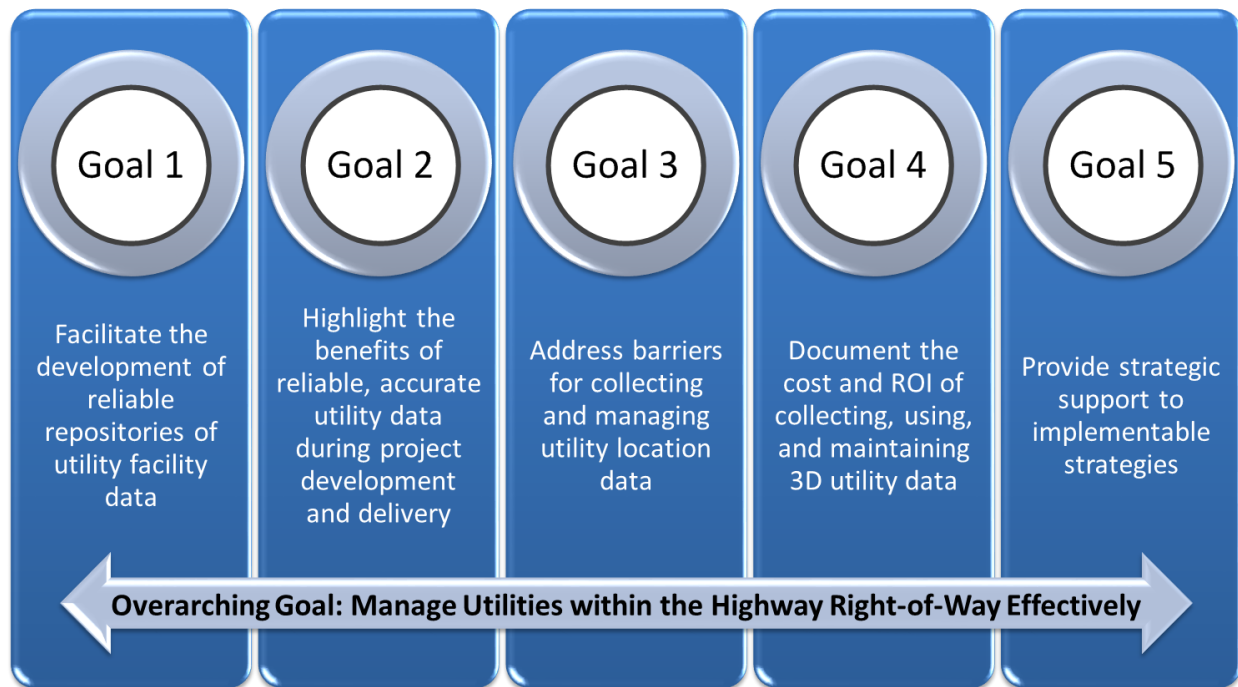 Goal 1
Facilitate the
development of
reliable
repositories of
utility facility
data
Goal 2
Highlight the
benefits of
reliable, accurate
utility data
during project
development
and delivery
Goal 3
Address barriers
for collecting
and managing
utility location
data
Goal 4
Document the
cost and ROI of
collecting, using,
and maintaining
3D utility data
Goal 5
Provide strategic
support to
implementable
strategies
Overarching Goal: Manage Utilities within the Highway Right-of-Way Effectively